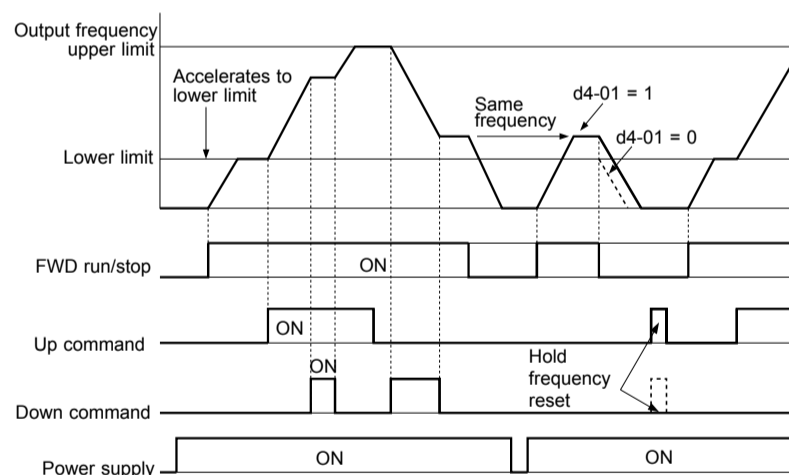 Output frequency
upper limit
Accelerates to
lower limit
Same
frequency
d4-01 = 1
d4-01 = 0
Lower limit
FWD run/stop
ON
Up command
ON
ON
Hold
frequency
reset
Down command
Power supply
ON
ON